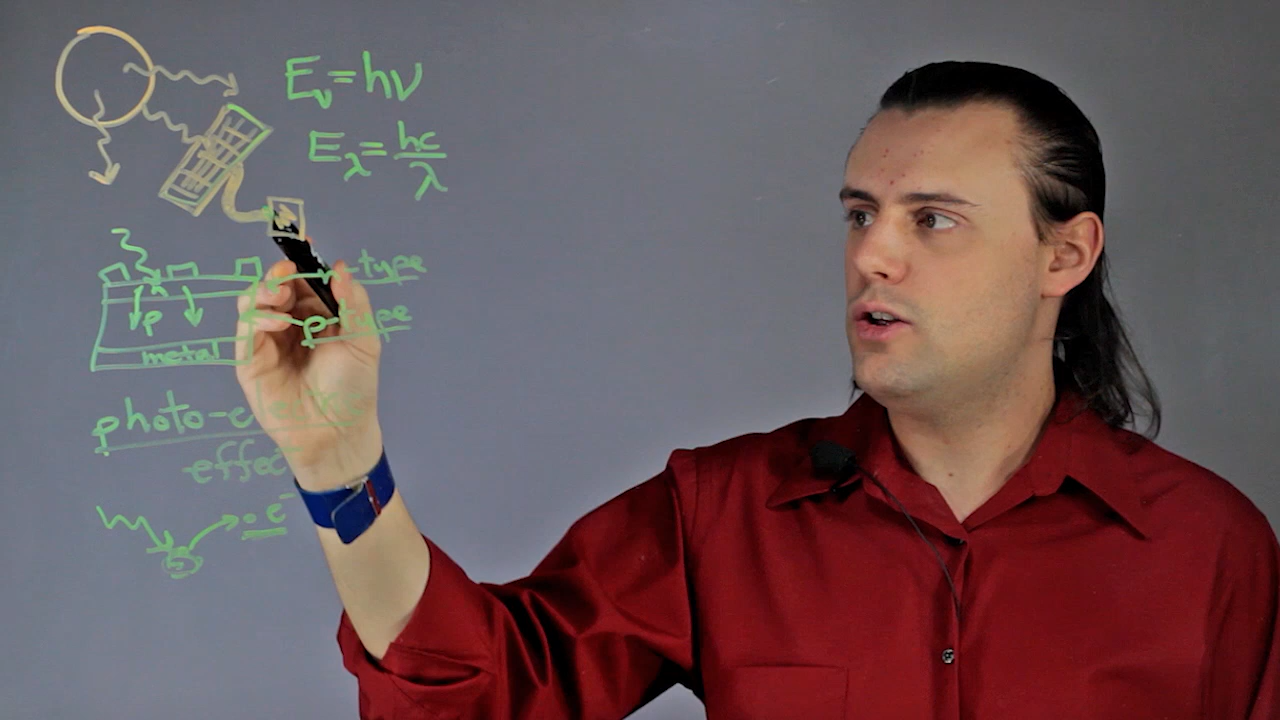 Eν=hν
Eλ=hc/λ
-type
p-type
p
metal
photo-electric
effect
e⁻